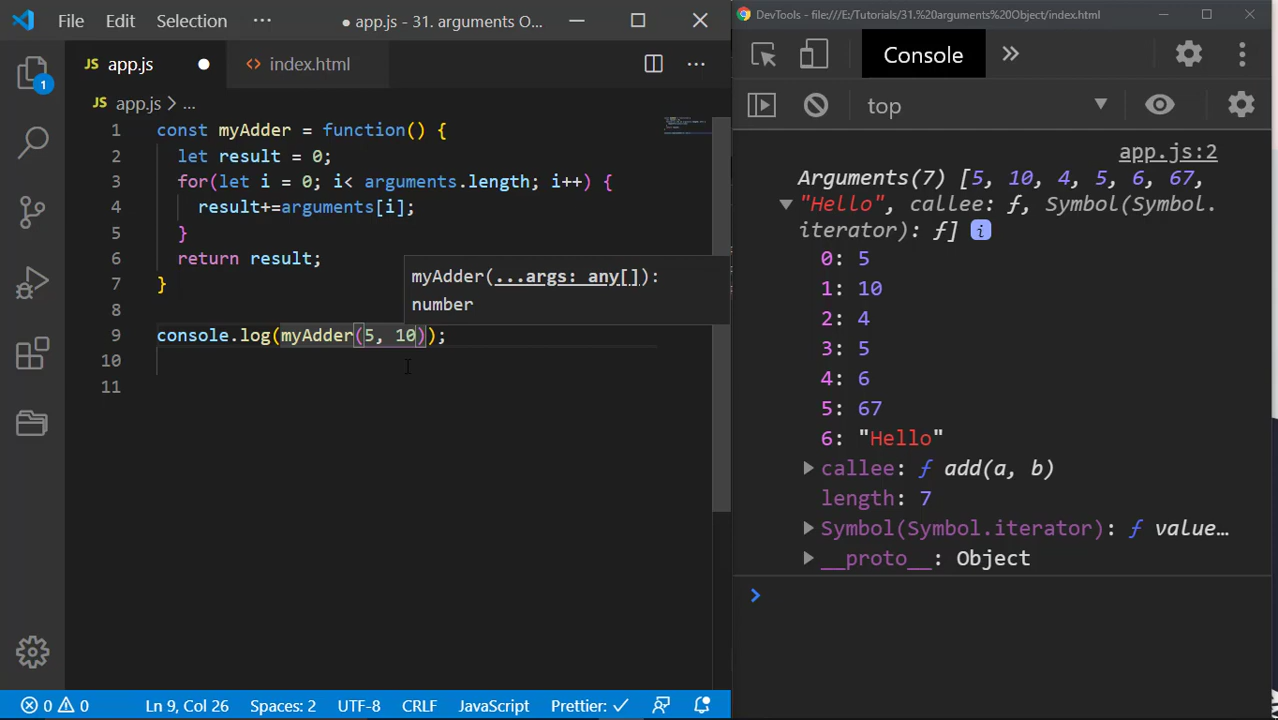 File Edit Selection ··· ● app.js - 31. arguments O...
JS app.js ● <> index.html ···
JS app.js > ...
1 const myAdder = function() {
2 let result = 0;
3 for(let i = 0; i< arguments.length; i++) {
4 result+=arguments[i];
5 }
6 return result;
7 }
8
9 console.log(myAdder(5, 10));
10
11
myAdder(...args: any[]):
number
1
0 0 Ln 9, Col 26 Spaces: 2 UTF-8 CRLF JavaScript Prettier: ✓
DevTools - file:///E:/Tutorials/31.%20arguments%20Object/index.html
Console »
top ▼
app.js:2
Arguments(7) [5, 10, 4, 5, 6, 67,
▼ "Hello", callee: ƒ, Symbol(Symbol.
iterator): ƒ] i
0: 5
1: 10
2: 4
3: 5
4: 6
5: 67
6: "Hello"
▶ callee: ƒ add(a, b)
length: 7
▶ Symbol(Symbol.iterator): ƒ value…
▶ __proto__: Object
>